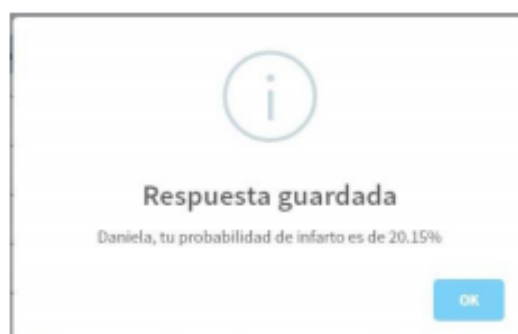 Respuesta guardada
Daniela, tu probabilidad de infarto es de 20.15%
OK